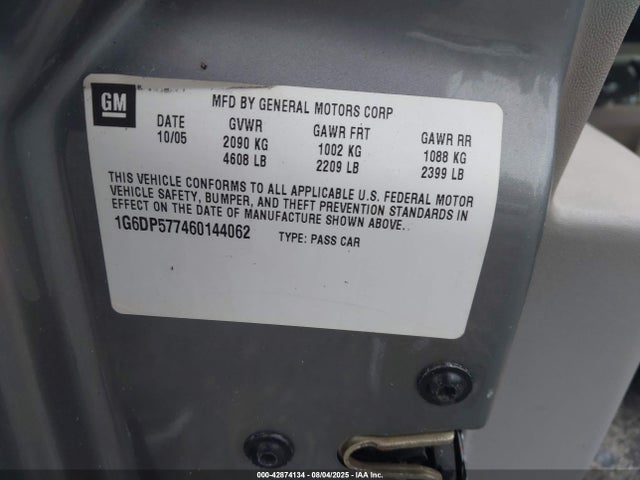 GM
MFD BY GENERAL MOTORS CORP
DATE GVWR GAWR FRT GAWR RR
10/05 2090 KG 1002 KG 1088 KG
4608 LB 2209 LB 2399 LB
THIS VEHICLE CONFORMS TO ALL APPLICABLE U.S. FEDERAL MOTOR
VEHICLE SAFETY, BUMPER, AND THEFT PREVENTION STANDARDS IN
EFFECT ON THE DATE OF MANUFACTURE SHOWN ABOVE.
1G6DP577460144062 TYPE: PASS CAR
000-42874134 - 08/04/2025 - IAA Inc.